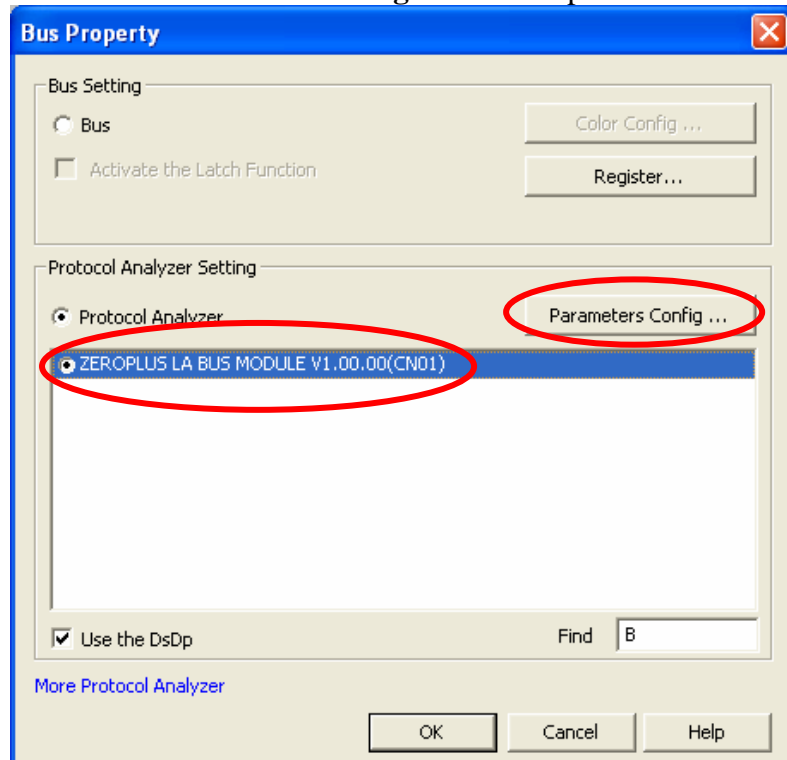 Bus Property
Bus Setting
Bus
Color Config ...
Activate the Latch Function
Register...
Protocol Analyzer Setting
Protocol Analyzer
Parameters Config ...
ZEROPLUS LA BUS MODULE V1.00.00(CN01)
Use the DsDp
Find B
More Protocol Analyzer
OK Cancel Help